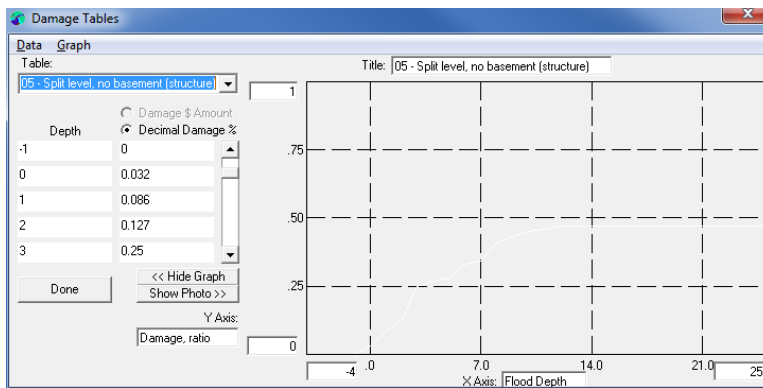 Damage Tables
Data Graph
Table:
05 - Split level, no basement (structure)
Title: 05 - Split level, no basement (structure)
Damage $ Amount
Depth Decimal Damage %
-1 0
0 0.032
1 0.086
2 0.127
3 0.25
<< Hide Graph
Done
Show Photo >>
Y Axis:
Damage, ratio
1
.75
.50
.25
0
-4 .0 7.0 14.0 21.0 25
X Axis: Flood Depth